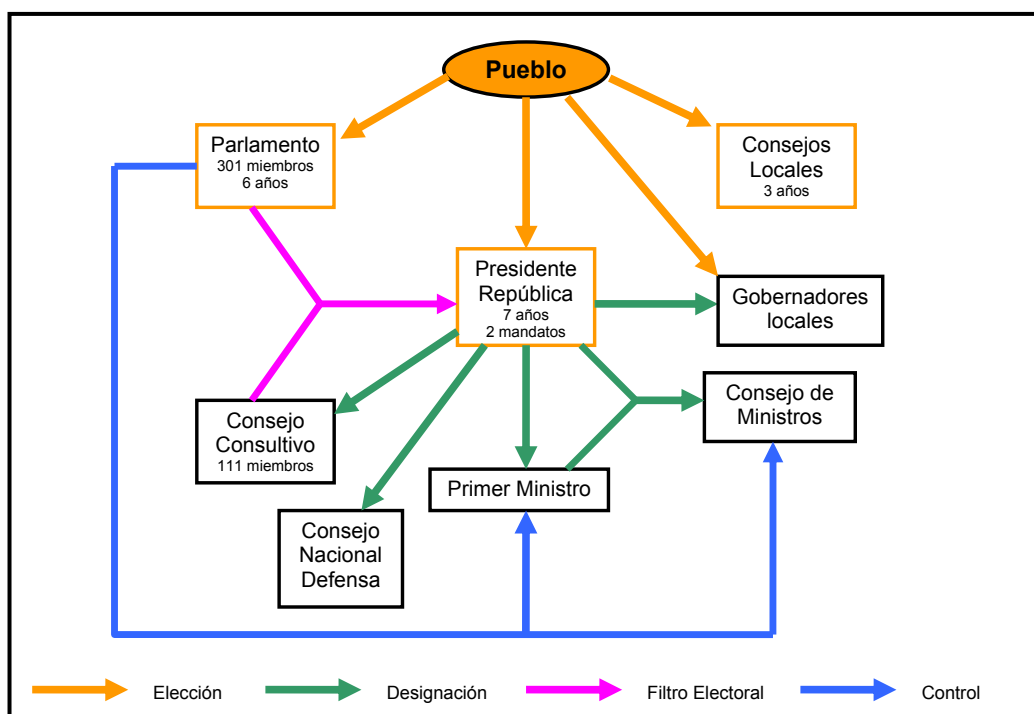 Pueblo
Parlamento
301 miembros
6 años
Consejos
Locales
3 años
Presidente
República
7 años
2 mandatos
Gobernadores
locales
Consejo de
Ministros
Consejo
Consultivo
111 miembros
Primer Ministro
Consejo
Nacional
Defensa
Elección
Designación
Filtro Electoral
Control